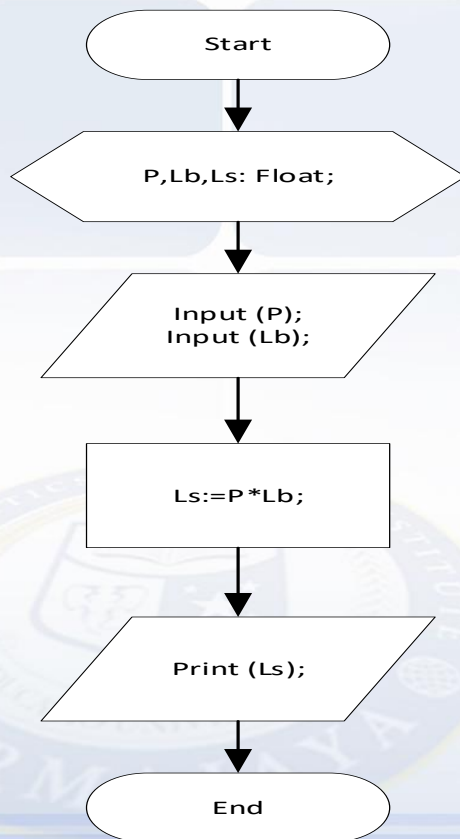 Start
P,Lb,Ls: Float;
Input (P);
Input (Lb);
Ls:=P*Lb;
Print (Ls);
End